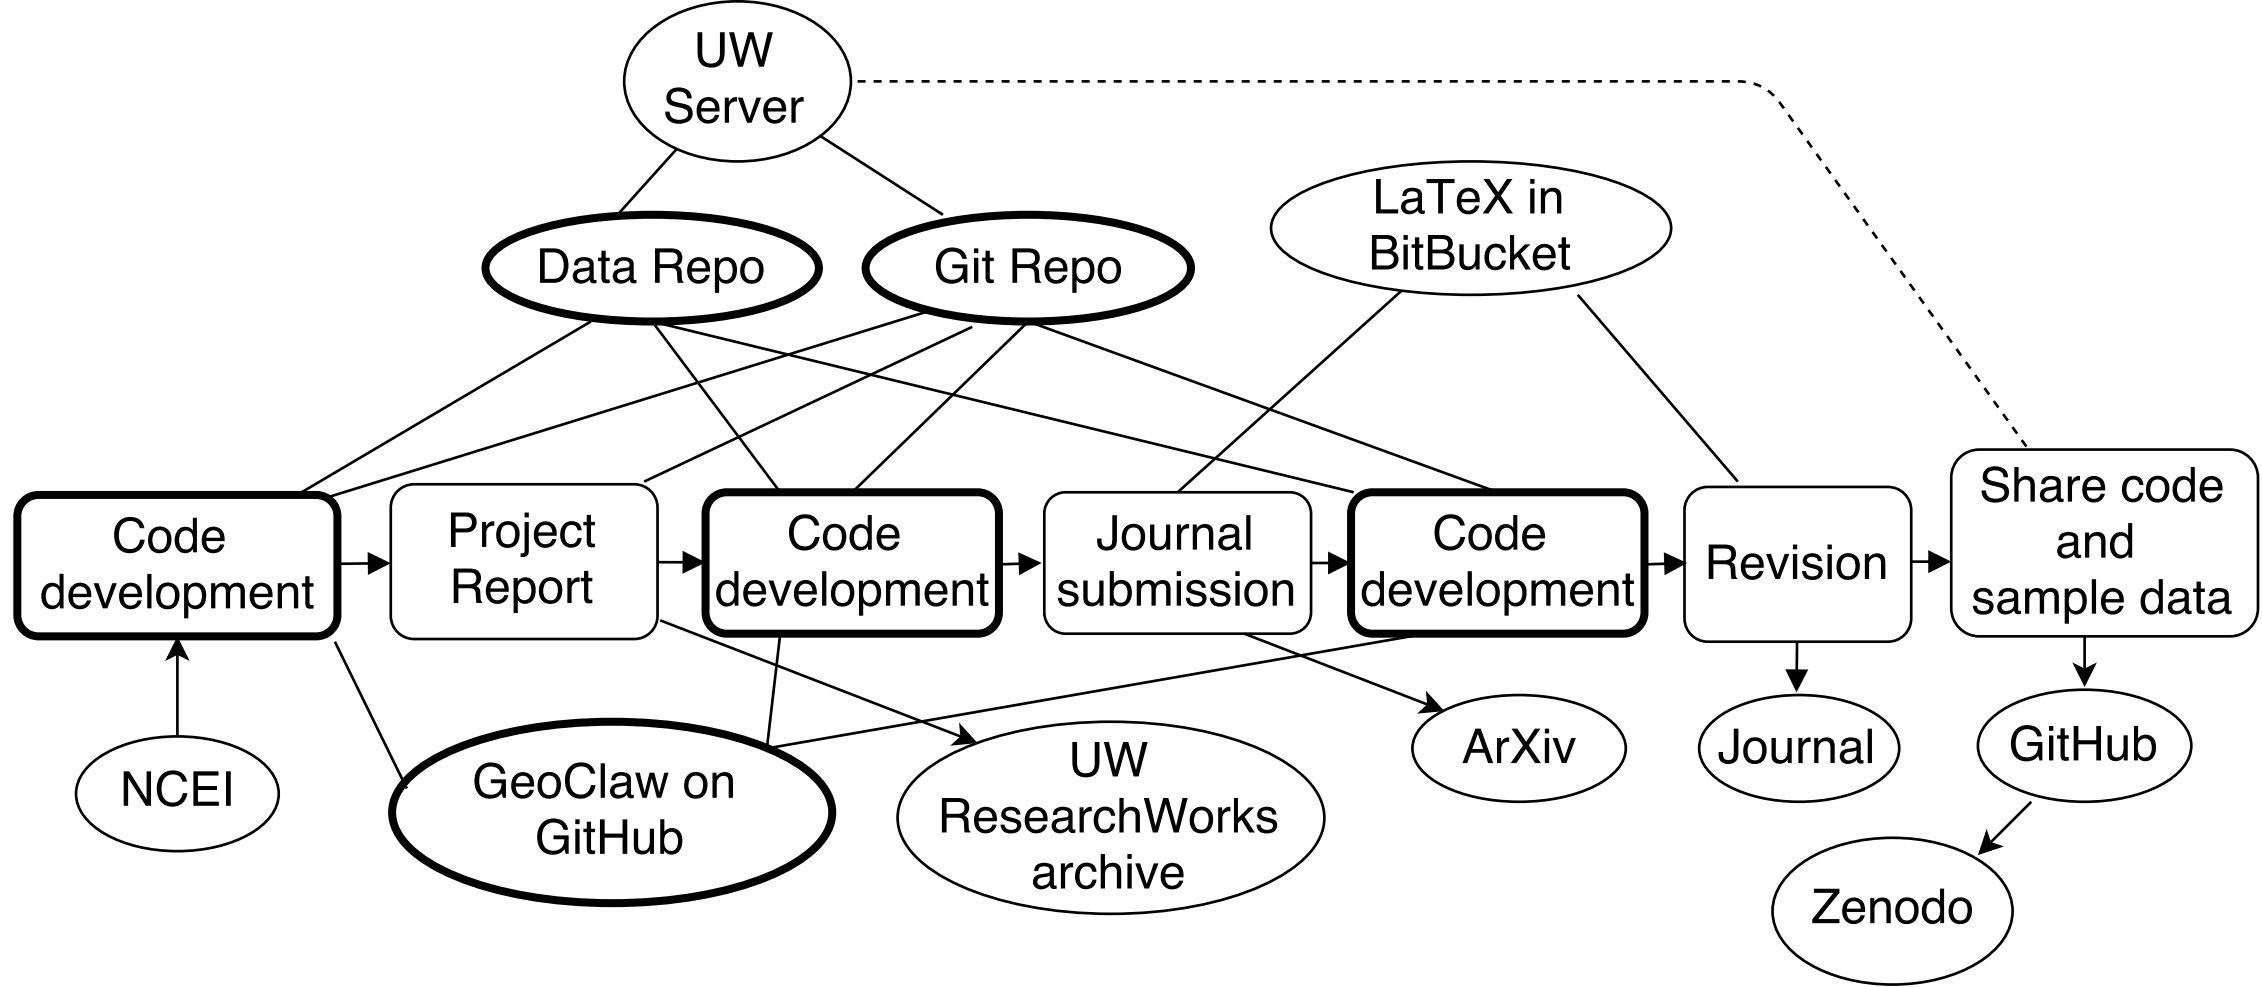 UW
Server
Data Repo
Git Repo
LaTeX in
BitBucket
Code
development
Project
Report
Code
development
Journal
submission
Code
development
Revision
Share code
and
sample data
NCEI
GeoClaw on
GitHub
UW
ResearchWorks
archive
ArXiv
Journal
GitHub
Zenodo